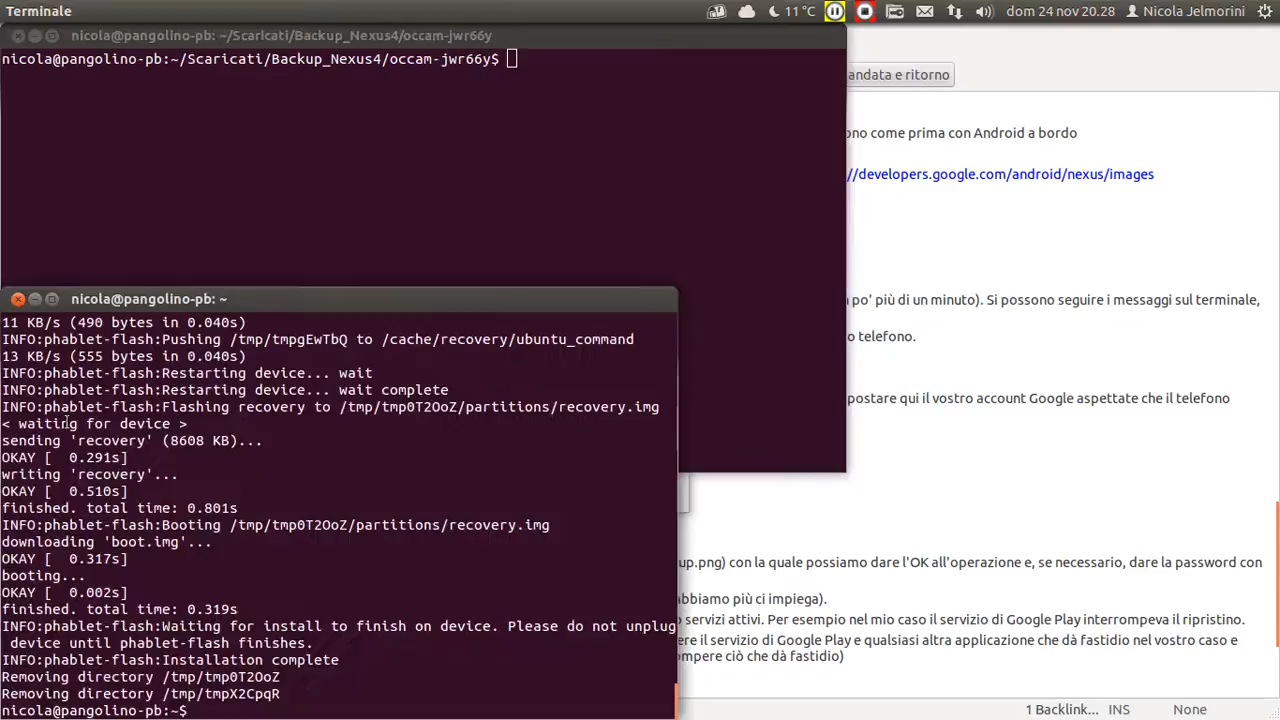 Terminale
11 °C
dom 24 nov 20.28
Nicola Jelmorini
nicola@pangolino-pb: ~/Scaricati/Backup_Nexus4/occam-jwr66y
nicola@pangolino-pb:~/Scaricati/Backup_Nexus4/occam-jwr66y$
andata e ritorno
ono come prima con Android a bordo
//developers.google.com/android/nexus/images
po' più di un minuto). Si possono seguire i messaggi sul terminale,
o telefono.
postare qui il vostro account Google aspettate che il telefono
up.png) con la quale possiamo dare l'OK all'operazione e, se necessario, dare la password con
abbiamo più ci impiega).
o servizi attivi. Per esempio nel mio caso il servizio di Google Play interrompeva il ripristino.
ere il servizio di Google Play e qualsiasi altra applicazione che dà fastidio nel vostro caso e
ompere ciò che dà fastidio)
nicola@pangolino-pb: ~
11 KB/s (490 bytes in 0.040s)
INFO:phablet-flash:Pushing /tmp/tmpgEwTbQ to /cache/recovery/ubuntu_command
13 KB/s (555 bytes in 0.040s)
INFO:phablet-flash:Restarting device... wait
INFO:phablet-flash:Restarting device... wait complete
INFO:phablet-flash:Flashing recovery to /tmp/tmp0T2OoZ/partitions/recovery.img
< waiting for device >
sending 'recovery' (8608 KB)...
OKAY [  0.291s]
writing 'recovery'...
OKAY [  0.510s]
finished. total time: 0.801s
INFO:phablet-flash:Booting /tmp/tmp0T2OoZ/partitions/recovery.img
downloading 'boot.img'...
OKAY [  0.317s]
booting...
OKAY [  0.002s]
finished. total time: 0.319s
INFO:phablet-flash:Waiting for install to finish on device. Please do not unplug
 device until phablet-flash finishes.
INFO:phablet-flash:Installation complete
Removing directory /tmp/tmp0T2OoZ
Removing directory /tmp/tmpX2CpqR
nicola@pangolino-pb:~$
1 Backlink...
INS
None